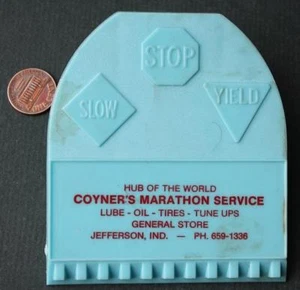 STOP
SLOW
YIELD
HUB OF THE WORLD
COYNER'S MARATHON SERVICE
LUBE - OIL - TIRES - TUNE UPS
GENERAL STORE
JEFFERSON, IND. — PH. 659-1336